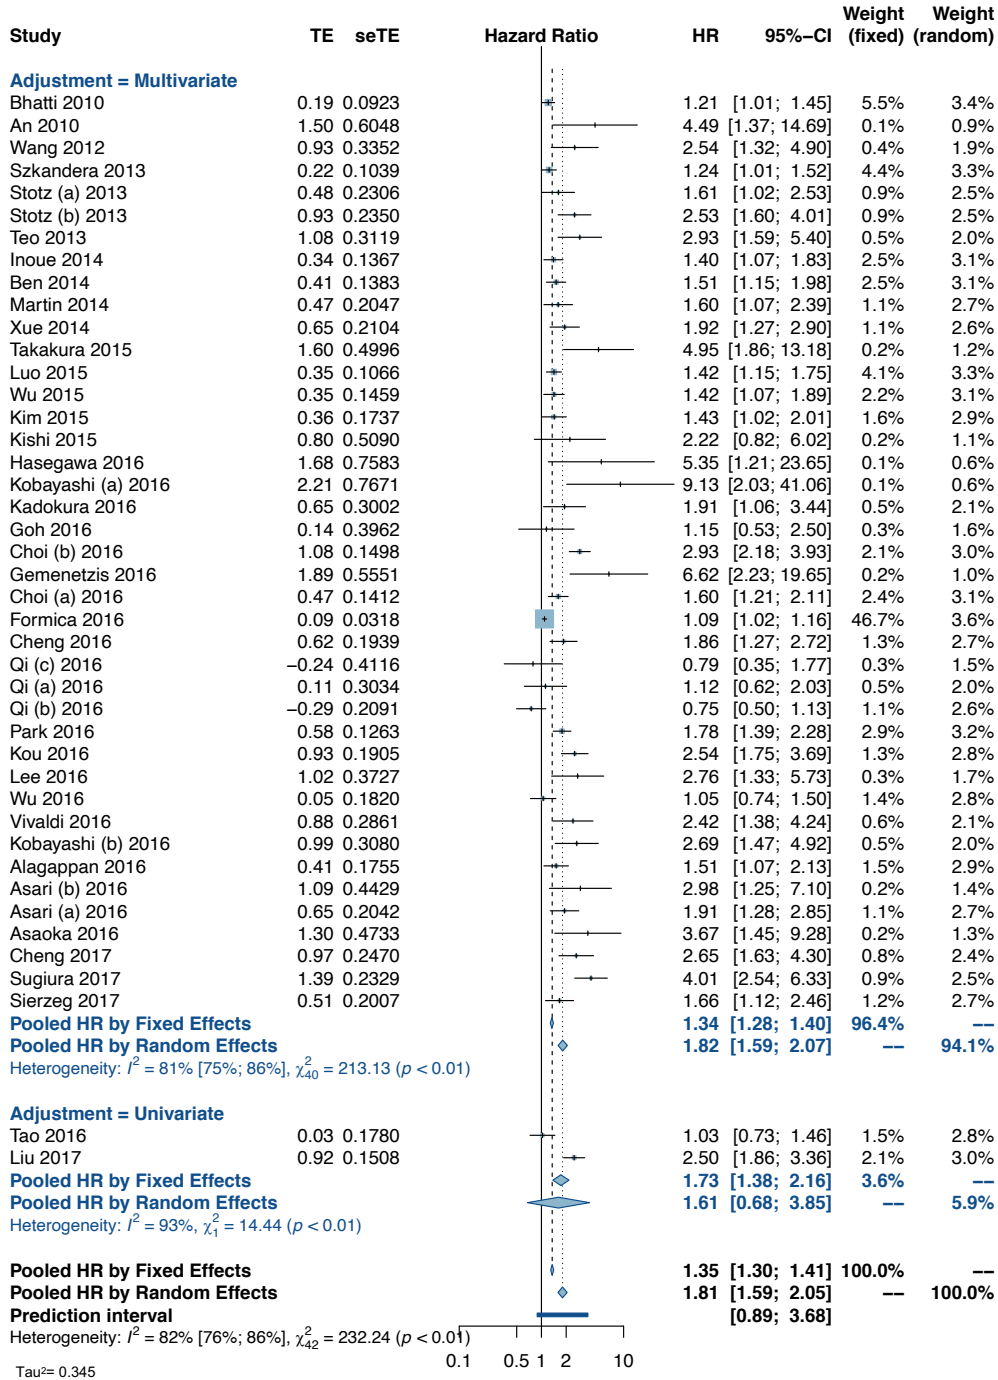 Weight Weight
Study TE seTE Hazard Ratio HR 95%−CI (fixed) (random)
Adjustment = Multivariate
Bhatti 2010 0.19 0.0923 1.21 [1.01; 1.45] 5.5% 3.4%
An 2010 1.50 0.6048 4.49 [1.37; 14.69] 0.1% 0.9%
Wang 2012 0.93 0.3352 2.54 [1.32; 4.90] 0.4% 1.9%
Szkandera 2013 0.22 0.1039 1.24 [1.01; 1.52] 4.4% 3.3%
Stotz (a) 2013 0.48 0.2306 1.61 [1.02; 2.53] 0.9% 2.5%
Stotz (b) 2013 0.93 0.2350 2.53 [1.60; 4.01] 0.9% 2.5%
Teo 2013 1.08 0.3119 2.93 [1.59; 5.40] 0.5% 2.0%
Inoue 2014 0.34 0.1367 1.40 [1.07; 1.83] 2.5% 3.1%
Ben 2014 0.41 0.1383 1.51 [1.15; 1.98] 2.5% 3.1%
Martin 2014 0.47 0.2047 1.60 [1.07; 2.39] 1.1% 2.7%
Xue 2014 0.65 0.2104 1.92 [1.27; 2.90] 1.1% 2.6%
Takakura 2015 1.60 0.4996 4.95 [1.86; 13.18] 0.2% 1.2%
Luo 2015 0.35 0.1066 1.42 [1.15; 1.75] 4.1% 3.3%
Wu 2015 0.35 0.1459 1.42 [1.07; 1.89] 2.2% 3.1%
Kim 2015 0.36 0.1737 1.43 [1.02; 2.01] 1.6% 2.9%
Kishi 2015 0.80 0.5090 2.22 [0.82; 6.02] 0.2% 1.1%
Hasegawa 2016 1.68 0.7583 5.35 [1.21; 23.65] 0.1% 0.6%
Kobayashi (a) 2016 2.21 0.7671 9.13 [2.03; 41.06] 0.1% 0.6%
Kadokura 2016 0.65 0.3002 1.91 [1.06; 3.44] 0.5% 2.1%
Goh 2016 0.14 0.3962 1.15 [0.53; 2.50] 0.3% 1.6%
Choi (b) 2016 1.08 0.1498 2.93 [2.18; 3.93] 2.1% 3.0%
Gemenetzis 2016 1.89 0.5551 6.62 [2.23; 19.65] 0.2% 1.0%
Choi (a) 2016 0.47 0.1412 1.60 [1.21; 2.11] 2.4% 3.1%
Formica 2016 0.09 0.0318 1.09 [1.02; 1.16] 46.7% 3.6%
Cheng 2016 0.62 0.1939 1.86 [1.27; 2.72] 1.3% 2.7%
Qi (c) 2016 −0.24 0.4116 0.79 [0.35; 1.77] 0.3% 1.5%
Qi (a) 2016 0.11 0.3034 1.12 [0.62; 2.03] 0.5% 2.0%
Qi (b) 2016 −0.29 0.2091 0.75 [0.50; 1.13] 1.1% 2.6%
Park 2016 0.58 0.1263 1.78 [1.39; 2.28] 2.9% 3.2%
Kou 2016 0.93 0.1905 2.54 [1.75; 3.69] 1.3% 2.8%
Lee 2016 1.02 0.3727 2.76 [1.33; 5.73] 0.3% 1.7%
Wu 2016 0.05 0.1820 1.05 [0.74; 1.50] 1.4% 2.8%
Vivaldi 2016 0.88 0.2861 2.42 [1.38; 4.24] 0.6% 2.1%
Kobayashi (b) 2016 0.99 0.3080 2.69 [1.47; 4.92] 0.5% 2.0%
Alagappan 2016 0.41 0.1755 1.51 [1.07; 2.13] 1.5% 2.9%
Asari (b) 2016 1.09 0.4429 2.98 [1.25; 7.10] 0.2% 1.4%
Asari (a) 2016 0.65 0.2042 1.91 [1.28; 2.85] 1.1% 2.7%
Asaoka 2016 1.30 0.4733 3.67 [1.45; 9.28] 0.2% 1.3%
Cheng 2017 0.97 0.2470 2.65 [1.63; 4.30] 0.8% 2.4%
Sugiura 2017 1.39 0.2329 4.01 [2.54; 6.33] 0.9% 2.5%
Sierzeg 2017 0.51 0.2007 1.66 [1.12; 2.46] 1.2% 2.7%
Pooled HR by Fixed Effects 1.34 [1.28; 1.40] 96.4% −−
Pooled HR by Random Effects 1.82 [1.59; 2.07] −− 94.1%
Heterogeneity: I² = 81% [75%; 86%], χ²₄₀ = 213.13 (p < 0.01)
Adjustment = Univariate
Tao 2016 0.03 0.1780 1.03 [0.73; 1.46] 1.5% 2.8%
Liu 2017 0.92 0.1508 2.50 [1.86; 3.36] 2.1% 3.0%
Pooled HR by Fixed Effects 1.73 [1.38; 2.16] 3.6% −−
Pooled HR by Random Effects 1.61 [0.68; 3.85] −− 5.9%
Heterogeneity: I² = 93%, χ²₁ = 14.44 (p < 0.01)
Pooled HR by Fixed Effects 1.35 [1.30; 1.41] 100.0% −−
Pooled HR by Random Effects 1.81 [1.59; 2.05] −− 100.0%
Prediction interval [0.89; 3.68]
Heterogeneity: I² = 82% [76%; 86%], χ²₄₂ = 232.24 (p < 0.01)
0.1 0.5 1 2 10
Tau²= 0.345